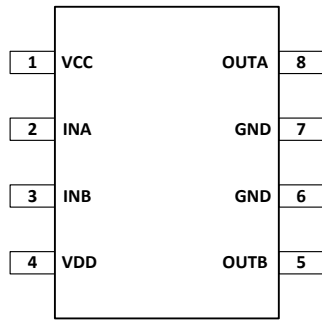 1 VCC OUTA 8
2 INA GND 7
3 INB GND 6
4 VDD OUTB 5